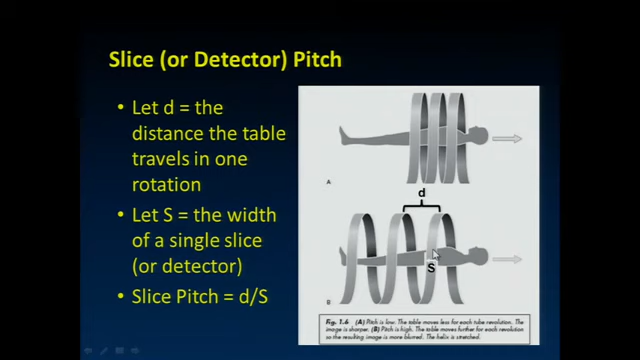 Slice (or Detector) Pitch
• Let d = the
distance the table
travels in one
rotation
• Let S = the width
of a single slice
(or detector)
• Slice Pitch = d/S
A
d
S
B
Fig. 1.6 (A) Pitch is low. The table moves less for each tube revolution. The
image is sharper. (B) Pitch is high. The table moves further for each revolution
so the resulting image is more blurred. The helix is stretched.